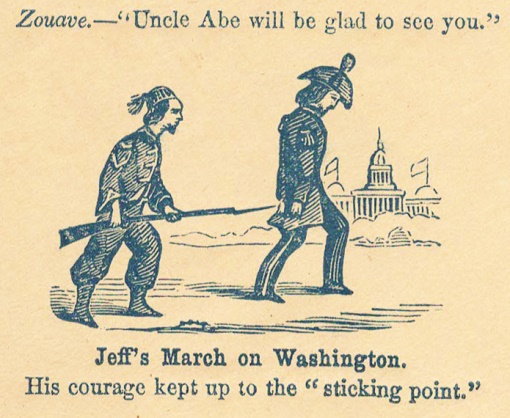 Zouave.—“Uncle Abe will be glad to see you.”
Jeff's March on Washington.
His courage kept up to the “sticking point.”